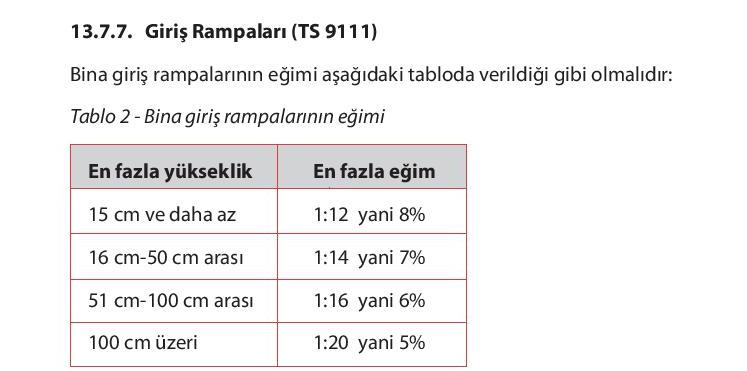 13.7.7. Giriş Rampaları (TS 9111)
Bina giriş rampalarının eğimi aşağıdaki tabloda verildiği gibi olmalıdır:
Tablo 2 - Bina giriş rampalarının eğimi
En fazla yükseklik En fazla eğim
15 cm ve daha az 1:12 yani 8%
16 cm-50 cm arası 1:14 yani 7%
51 cm-100 cm arası 1:16 yani 6%
100 cm üzeri 1:20 yani 5%